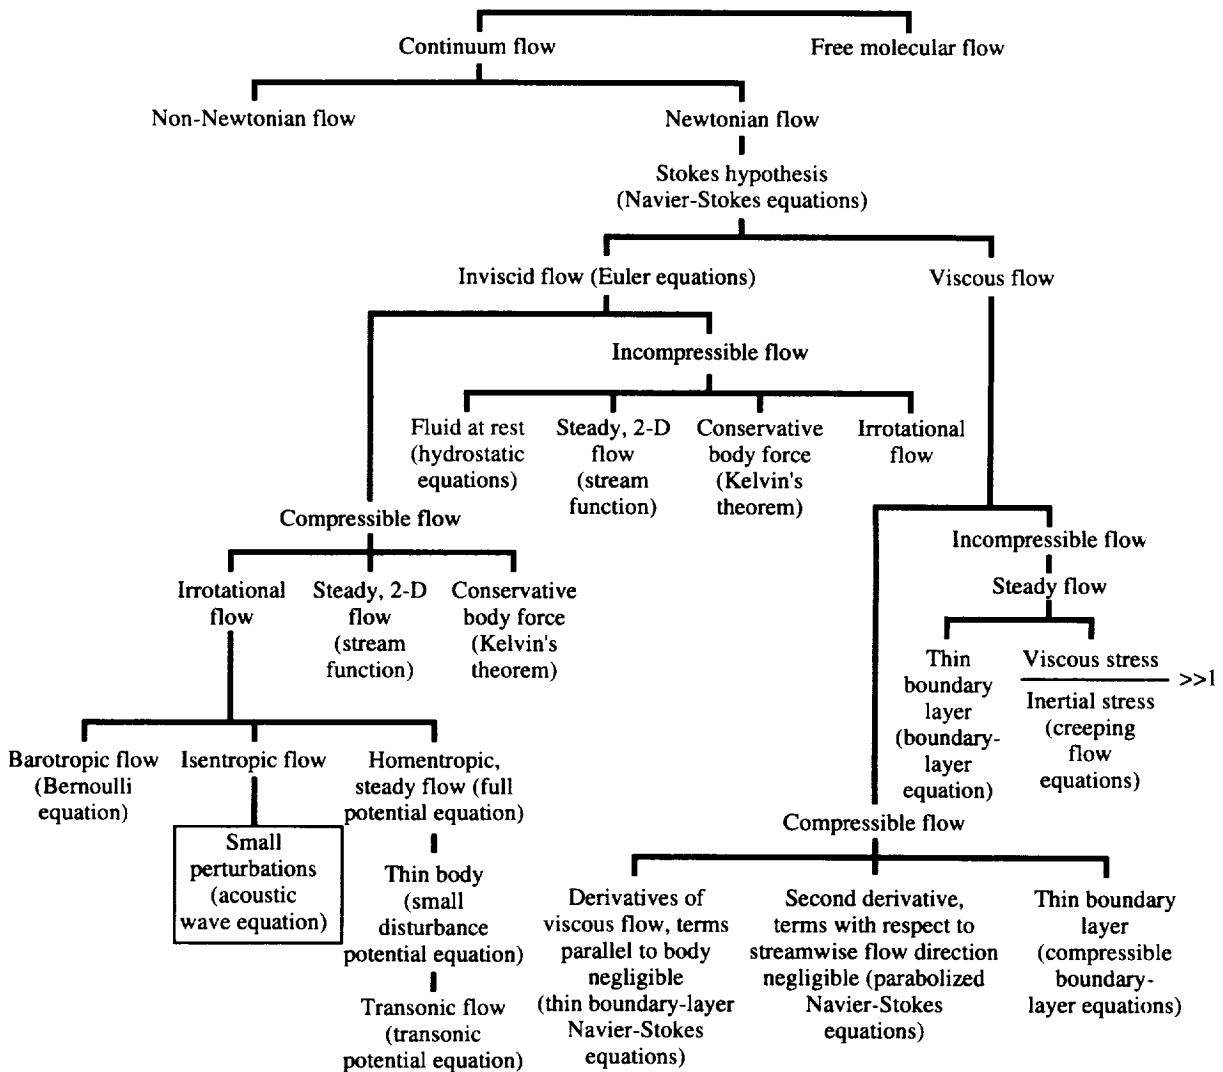 Continuum flow
Free molecular flow
Non-Newtonian flow
Newtonian flow
Stokes hypothesis
(Navier-Stokes equations)
Inviscid flow (Euler equations)
Viscous flow
Incompressible flow
Fluid at rest
(hydrostatic
equations)
Steady, 2-D
flow
(stream
function)
Conservative
body force
(Kelvin's
theorem)
Irrotational
flow
Compressible flow
Irrotational
flow
Steady, 2-D
flow
(stream
function)
Conservative
body force
(Kelvin's
theorem)
Incompressible flow
Steady flow
Thin
boundary
layer
(boundary-
layer
equation)
Viscous stress
>>1
Inertial stress
(creeping
flow
equations)
Barotropic flow
(Bernoulli
equation)
Isentropic flow
Small
perturbations
(acoustic
wave equation)
Homentropic,
steady flow (full
potential equation)
Thin body
(small
disturbance
potential equation)
Transonic flow
(transonic
potential equation)
Compressible flow
Derivatives of
viscous flow, terms
parallel to body
negligible
(thin boundary-layer
Navier-Stokes
equations)
Second derivative,
terms with respect to
streamwise flow direction
negligible (parabolized
Navier-Stokes
equations)
Thin boundary
layer
(compressible
boundary-
layer equations)